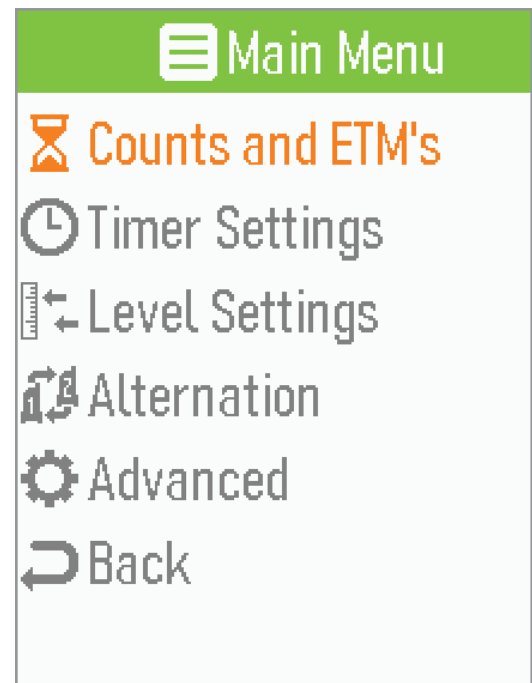 Main Menu
Counts and ETM's
Timer Settings
Level Settings
Alternation
Advanced
Back